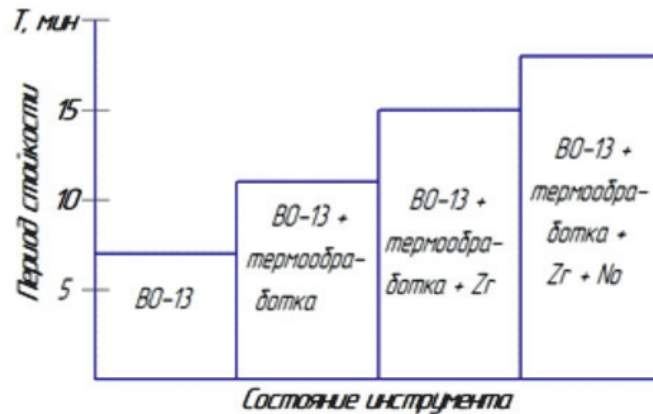 Т, мин
Период стойкости
15
10
5
ВО-13
ВО-13 +
термообра-
ботка
ВО-13 +
термообра-
ботка + Zr
ВО-13 +
термообра-
ботка +
Zr + No
Состояние инструмента